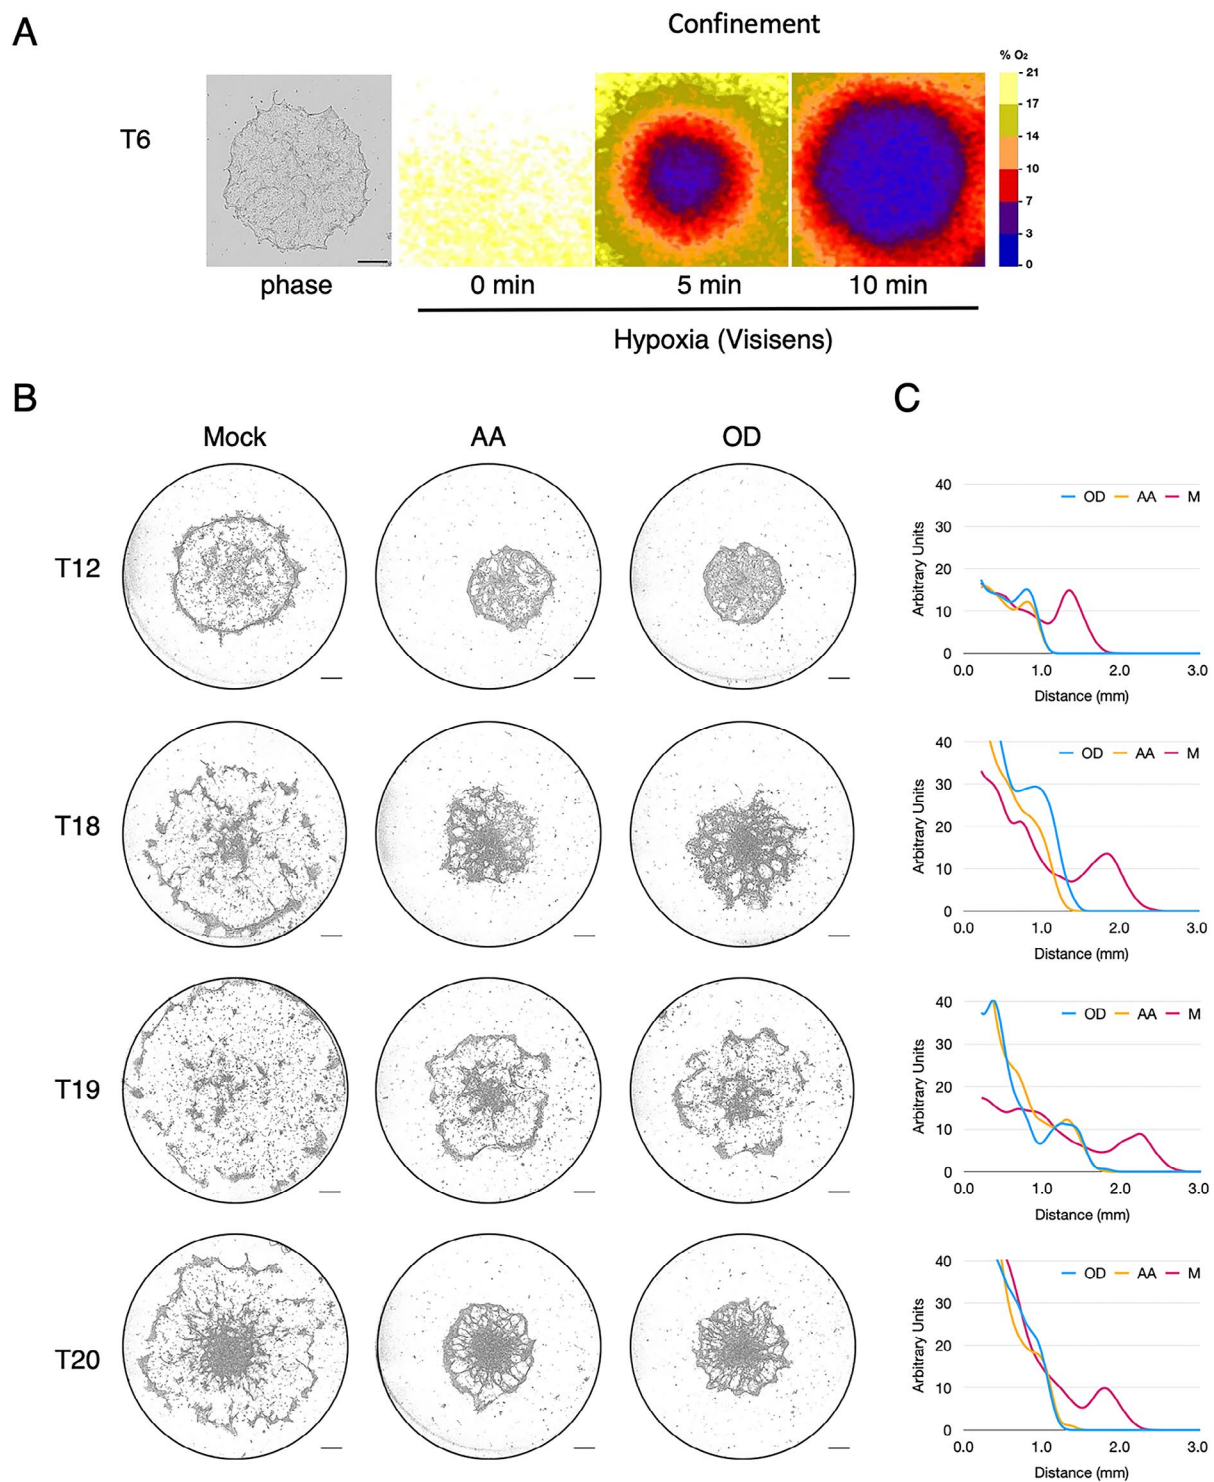 A
Confinement
% O₂
21
17
14
10
7
3
0
T6
phase
0 min
5 min
10 min
Hypoxia (Visisens)
B
C
Mock
AA
OD
T12
40
30
20
10
0
Arbitrary Units
OD AA M
0.0 1.0 2.0 3.0
Distance (mm)
T18
40
30
20
10
0
Arbitrary Units
OD AA M
0.0 1.0 2.0 3.0
Distance (mm)
T19
40
30
20
10
0
Arbitrary Units
OD AA M
0.0 1.0 2.0 3.0
Distance (mm)
T20
40
30
20
10
0
Arbitrary Units
OD AA M
0.0 1.0 2.0 3.0
Distance (mm)